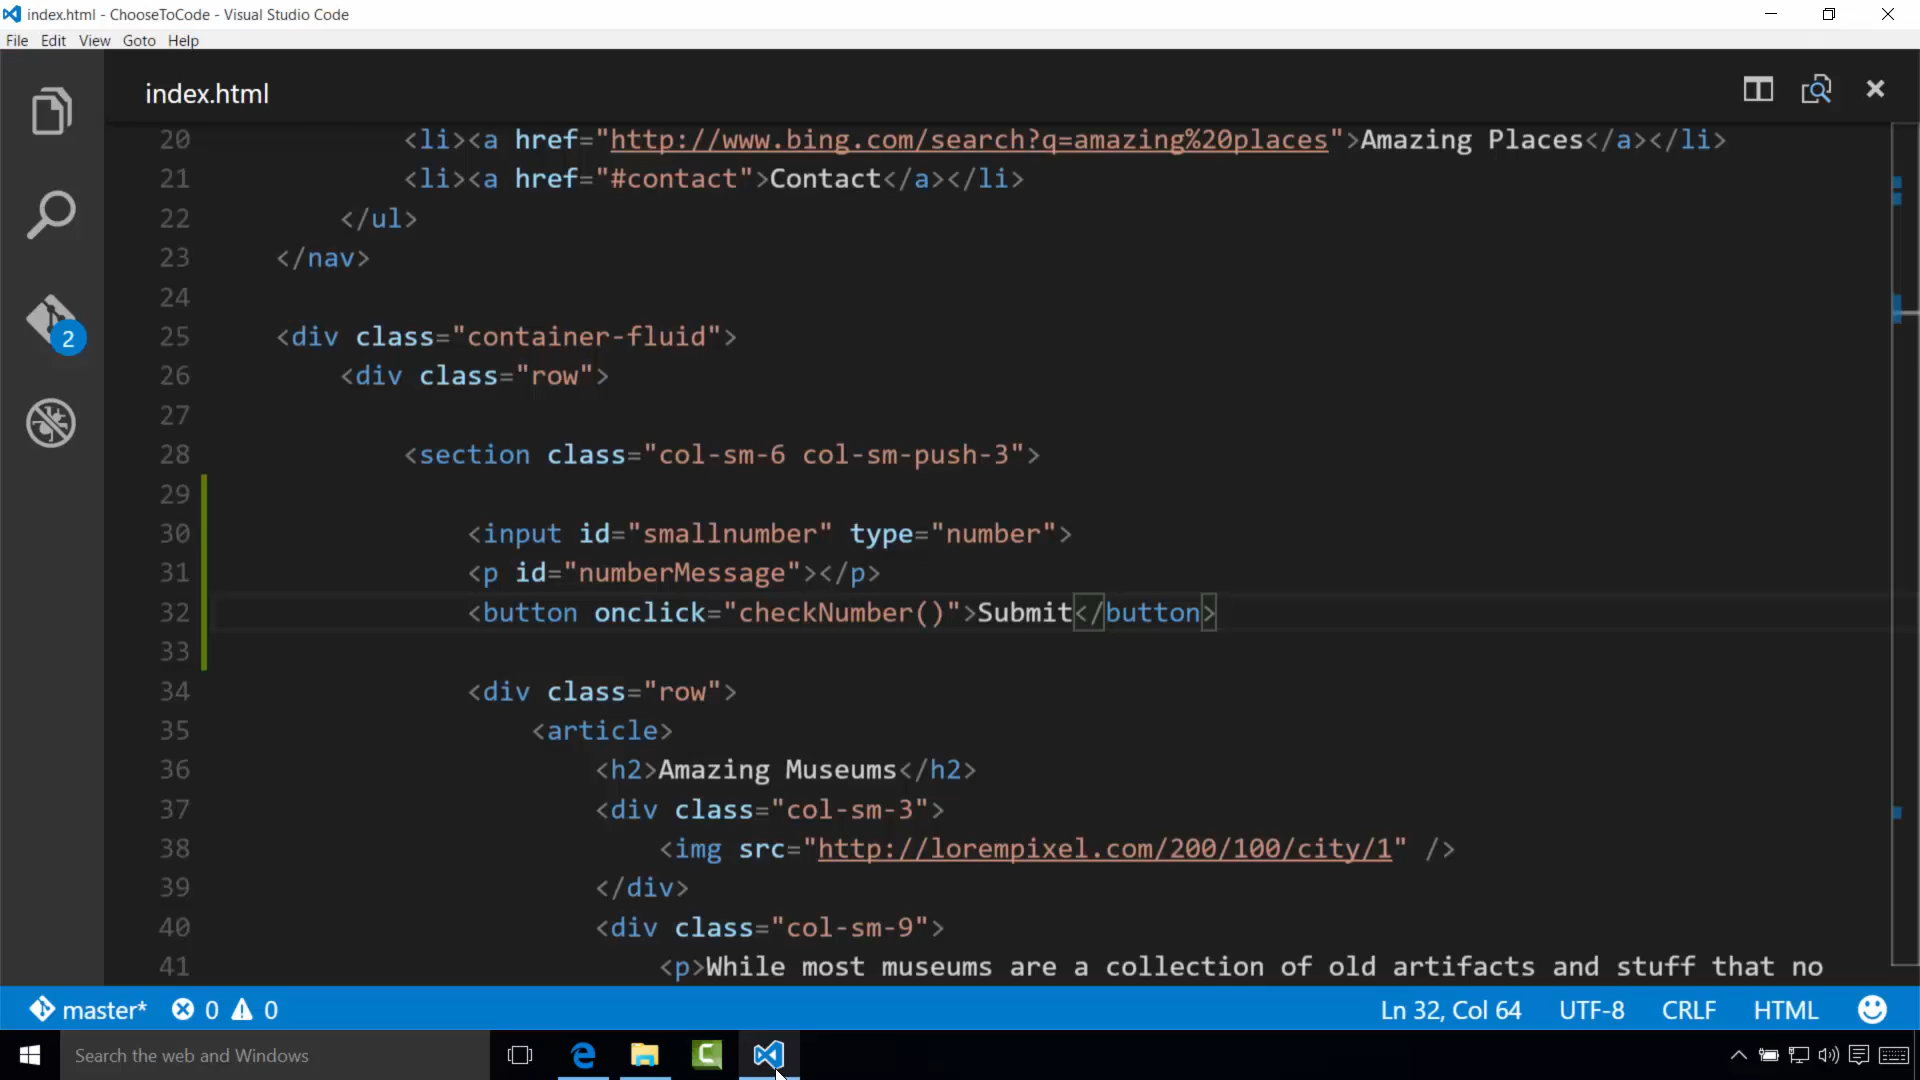 index.html - ChooseToCode - Visual Studio Code
File Edit View Goto Help
index.html
20 <li><a href="http://www.bing.com/search?q=amazing%20places">Amazing Places</a></li>
21 <li><a href="#contact">Contact</a></li>
22 </ul>
23 </nav>
24
25 <div class="container-fluid">
26 <div class="row">
27
28 <section class="col-sm-6 col-sm-push-3">
29
30 <input id="smallnumber" type="number">
31 <p id="numberMessage"></p>
32 <button onclick="checkNumber()">Submit</button>
33
34 <div class="row">
35 <article>
36 <h2>Amazing Museums</h2>
37 <div class="col-sm-3">
38 <img src="http://lorempixel.com/200/100/city/1" />
39 </div>
40 <div class="col-sm-9">
41 <p>While most museums are a collection of old artifacts and stuff that no
2
master* 0 0 Ln 32, Col 64 UTF-8 CRLF HTML
Search the web and Windows